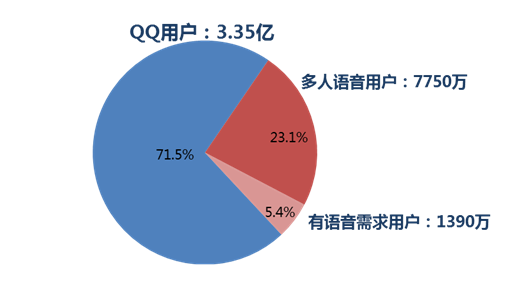 QQ用户：3.35亿
多人语音用户：7750万
23.1%
71.5%
5.4%
有语音需求用户：1390万